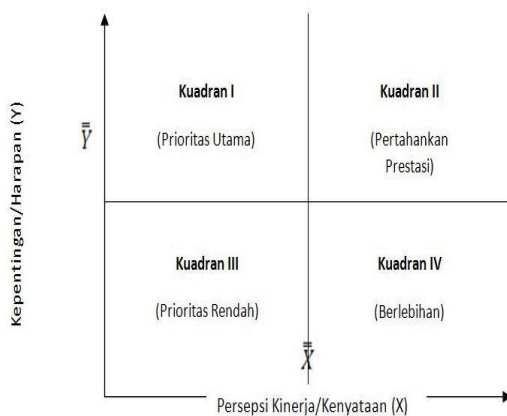 Kepentingan/Harapan (Y)
Kuadran I
(Prioritas Utama)
Kuadran II
(Pertahankan
Prestasi)
Y̿
Kuadran III
(Prioritas Rendah)
Kuadran IV
(Berlebihan)
X̿
Persepsi Kinerja/Kenyataan (X)